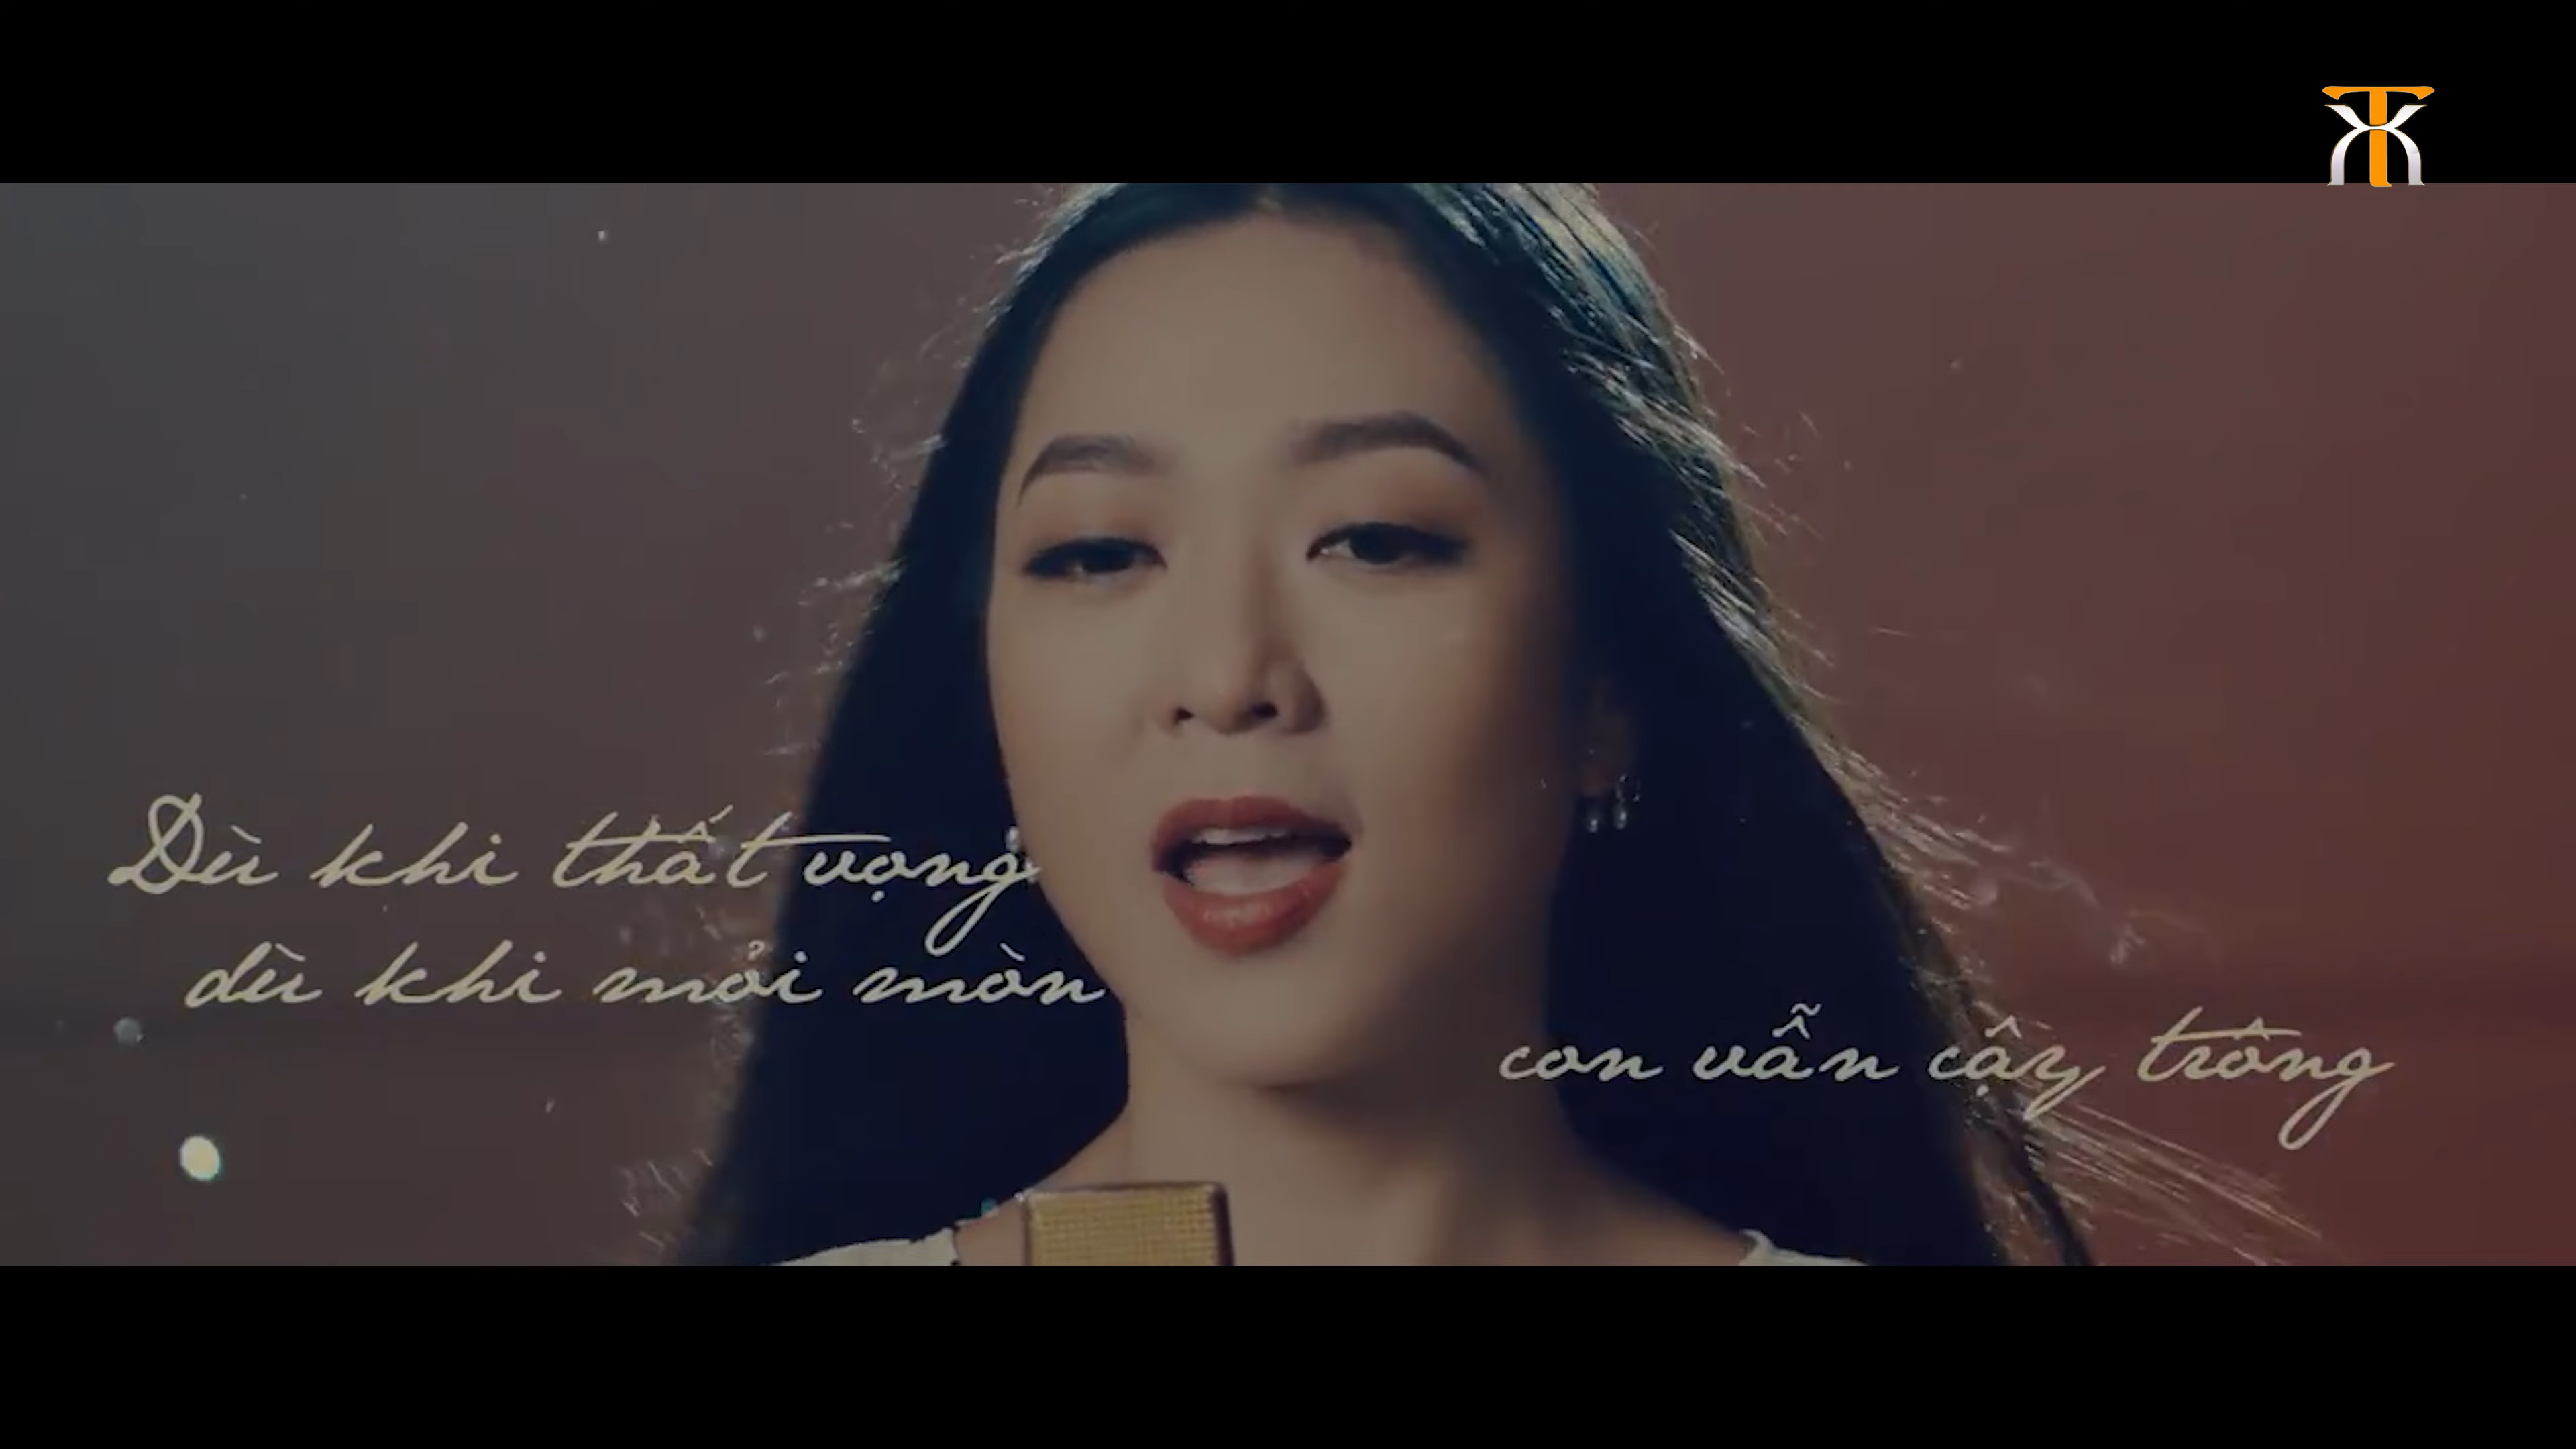 Dù khi thất vọng
dù khi mỏi mòn
con vẫn cậy trông